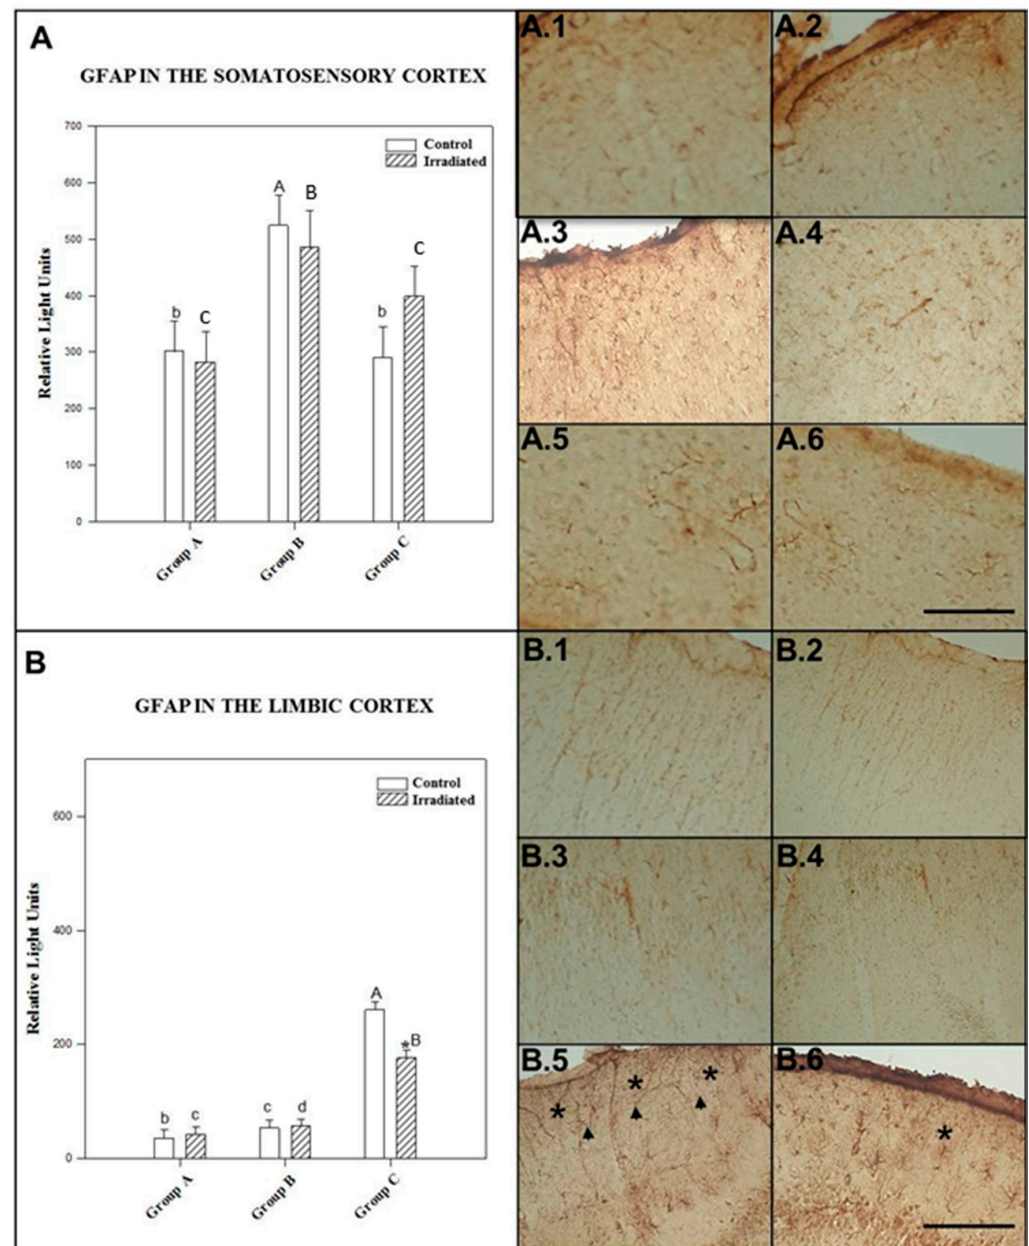 A
GFAP IN THE SOMATOSENSORY CORTEX
700
600
500
400
300
200
100
0
Relative Light Units
Control
Irradiated
b
C
A
B
b
C
Group A
Group B
Group C
A.1
A.2
A.3
A.4
A.5
A.6
B
GFAP IN THE LIMBIC CORTEX
600
400
200
0
Relative Light Units
Control
Irradiated
b
c
c
d
A
*B
Group A
Group B
Group C
B.1
B.2
B.3
B.4
B.5
* * *
B.6
*